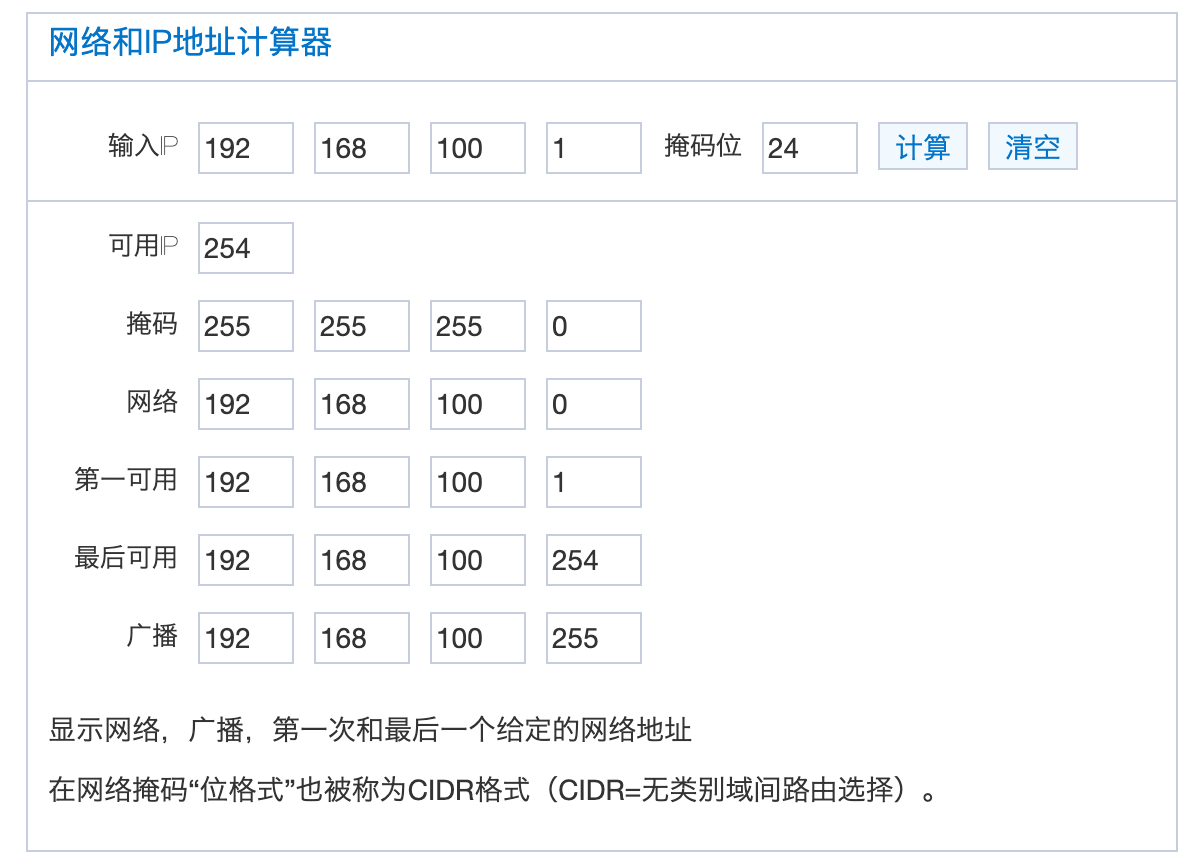 网络和IP地址计算器
输入IP 192 168 100 1 掩码位 24 计算 清空
可用IP 254
掩码 255 255 255 0
网络 192 168 100 0
第一可用 192 168 100 1
最后可用 192 168 100 254
广播 192 168 100 255
显示网络，广播，第一次和最后一个给定的网络地址
在网络掩码“位格式”也被称为CIDR格式（CIDR=无类别域间路由选择）。